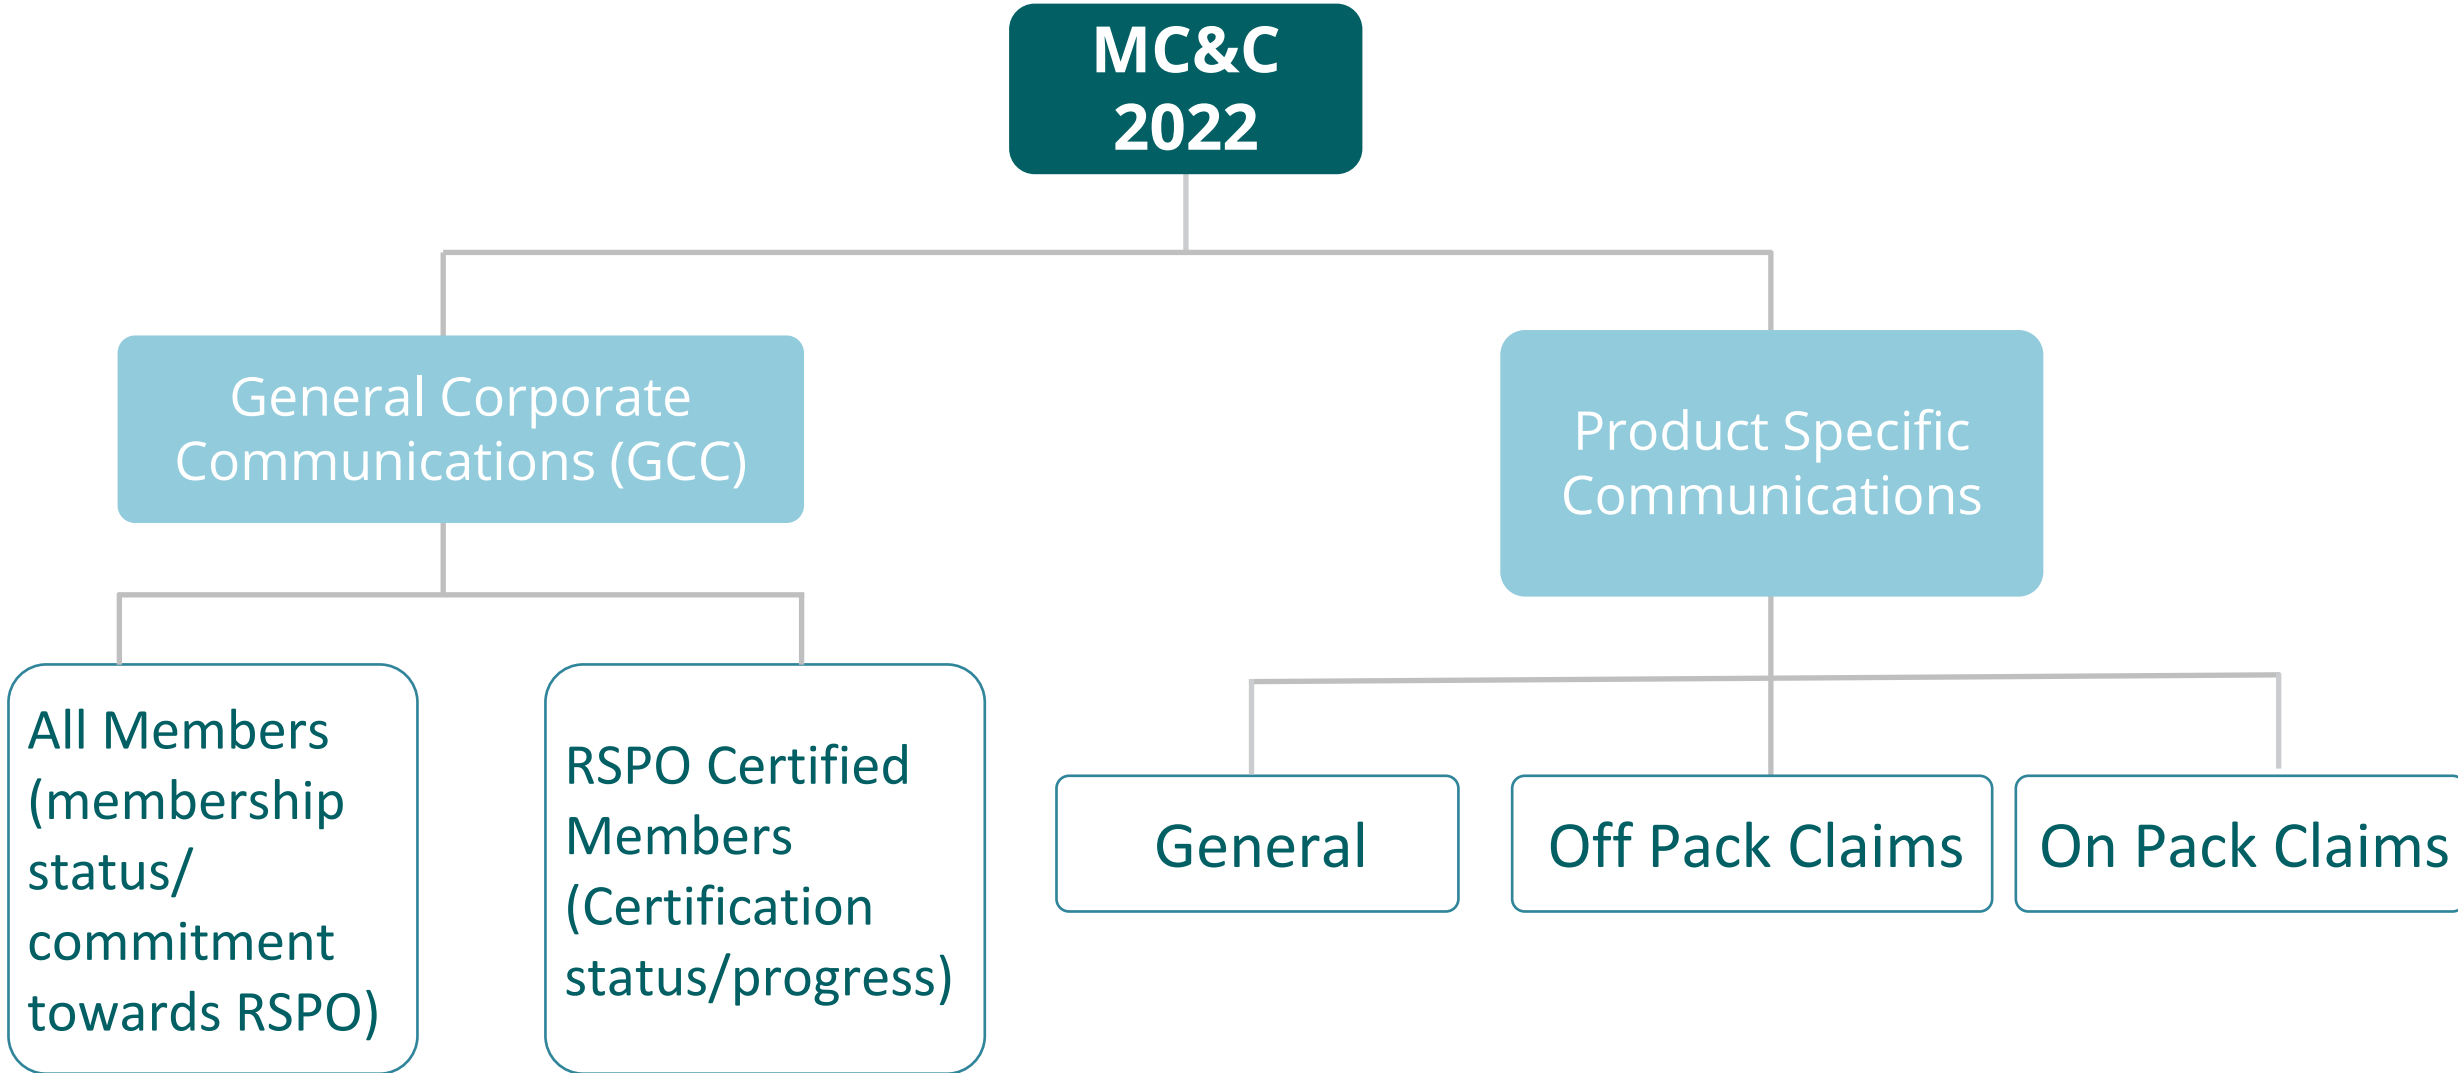 MC&C
2022
General Corporate
Communications (GCC)
Product Specific
Communications
All Members
(membership
status/
commitment
towards RSPO)
RSPO Certified
Members
(Certification
status/progress)
General
Off Pack Claims
On Pack Claims